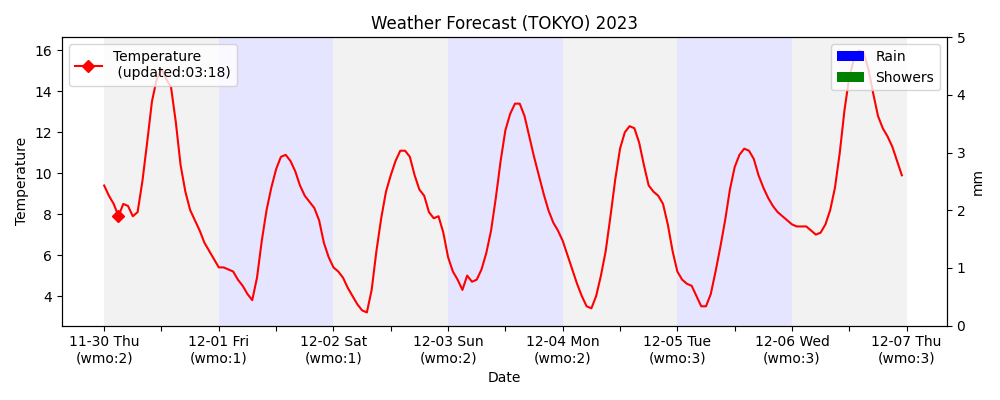 Weather Forecast (TOKYO) 2023
Temperature
(updated:03:18)
Rain
Showers
Temperature
16
14
12
10
8
6
4
5
4
3
2
1
0
mm
11-30 Thu
(wmo:2)
12-01 Fri
(wmo:1)
12-02 Sat
(wmo:1)
12-03 Sun
(wmo:2)
12-04 Mon
(wmo:2)
12-05 Tue
(wmo:3)
12-06 Wed
(wmo:3)
12-07 Thu
(wmo:3)
Date